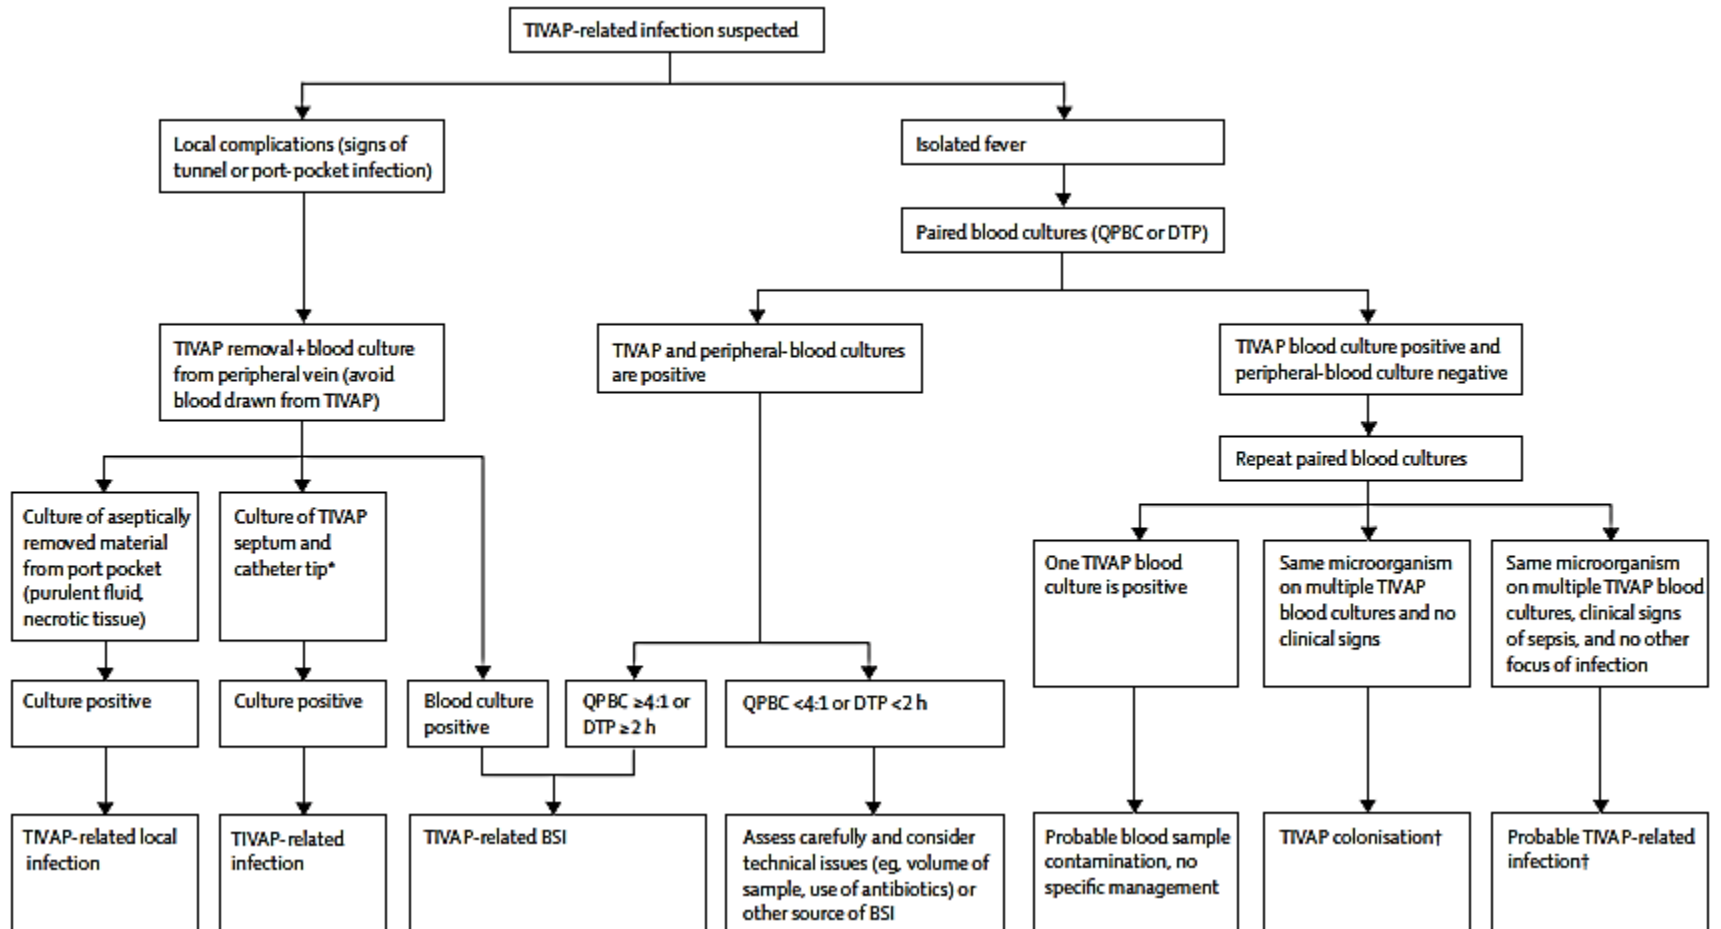 TIVAP-related infection suspected
Local complications (signs of
tunnel or port-pocket infection)
Isolated fever
Paired blood cultures (QPBC or DTP)
TIVAP removal+blood culture
from peripheral vein (avoid
blood drawn from TIVAP)
TIVAP and peripheral-blood cultures
are positive
TIVAP blood culture positive and
peripheral-blood culture negative
Repeat paired blood cultures
Culture of aseptically
removed material
from port pocket
(purulent fluid,
necrotic tissue)
Culture of TIVAP
septum and
catheter tip*
One TIVAP blood
culture is positive
Same microorganism
on multiple TIVAP
blood cultures and no
clinical signs
Same microorganism
on multiple TIVAP blood
cultures, clinical signs
of sepsis, and no other
focus of infection
Culture positive
Culture positive
Blood culture
positive
QPBC ≥4:1 or
DTP ≥2 h
QPBC <4:1 or DTP <2 h
TIVAP-related local
infection
TIVAP-related
infection
TIVAP-related BSI
Assess carefully and consider
technical issues (eg, volume of
sample, use of antibiotics) or
other source of BSI
Probable blood sample
contamination, no
specific management
TIVAP colonisation†
Probable TIVAP-related
infection†